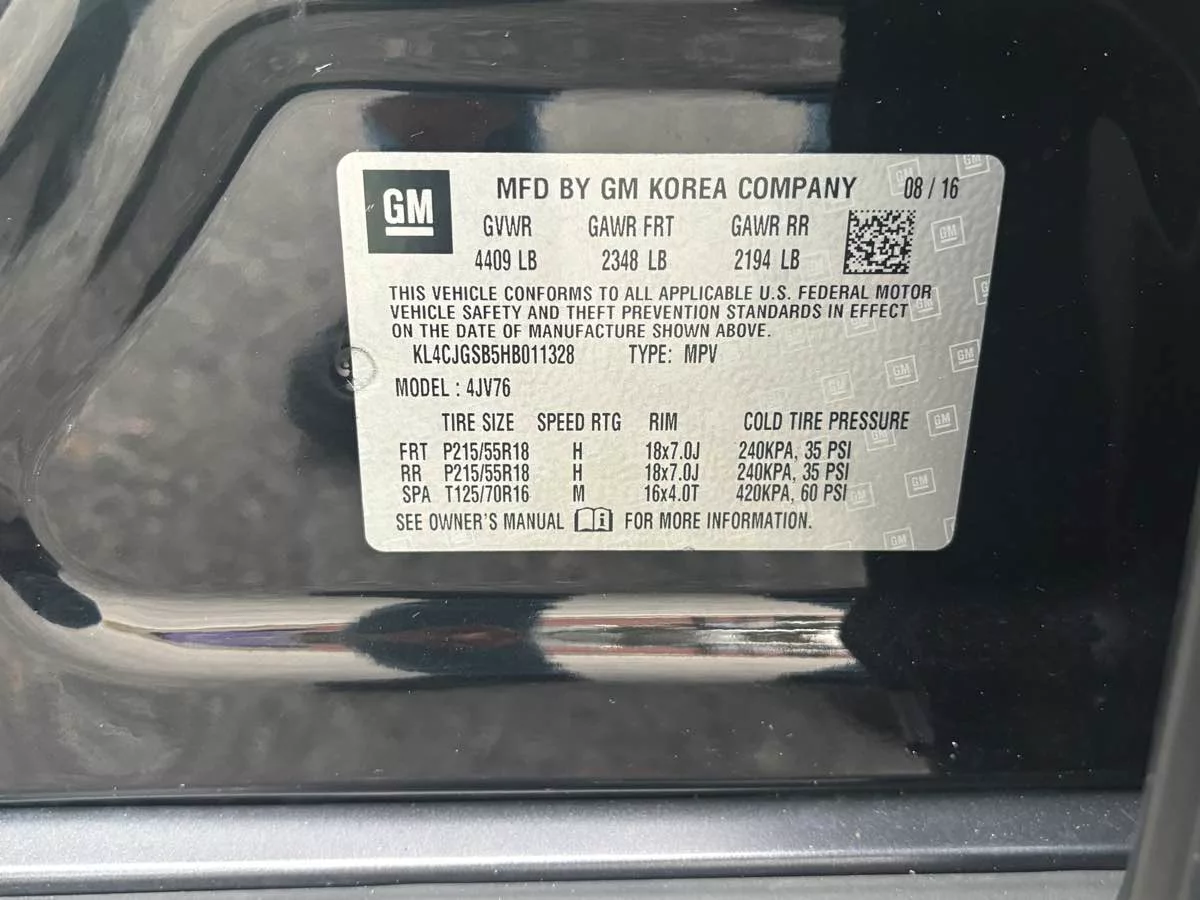 GM MFD BY GM KOREA COMPANY 08 / 16
GVWR GAWR FRT GAWR RR
4409 LB 2348 LB 2194 LB
THIS VEHICLE CONFORMS TO ALL APPLICABLE U.S. FEDERAL MOTOR
VEHICLE SAFETY AND THEFT PREVENTION STANDARDS IN EFFECT
ON THE DATE OF MANUFACTURE SHOWN ABOVE.
KL4CJGSB5HB011328 TYPE: MPV
MODEL : 4JV76
TIRE SIZE SPEED RTG RIM COLD TIRE PRESSURE
FRT P215/55R18 H 18x7.0J 240KPA, 35 PSI
RR P215/55R18 H 18x7.0J 240KPA, 35 PSI
SPA T125/70R16 M 16x4.0T 420KPA, 60 PSI
SEE OWNER'S MANUAL FOR MORE INFORMATION.